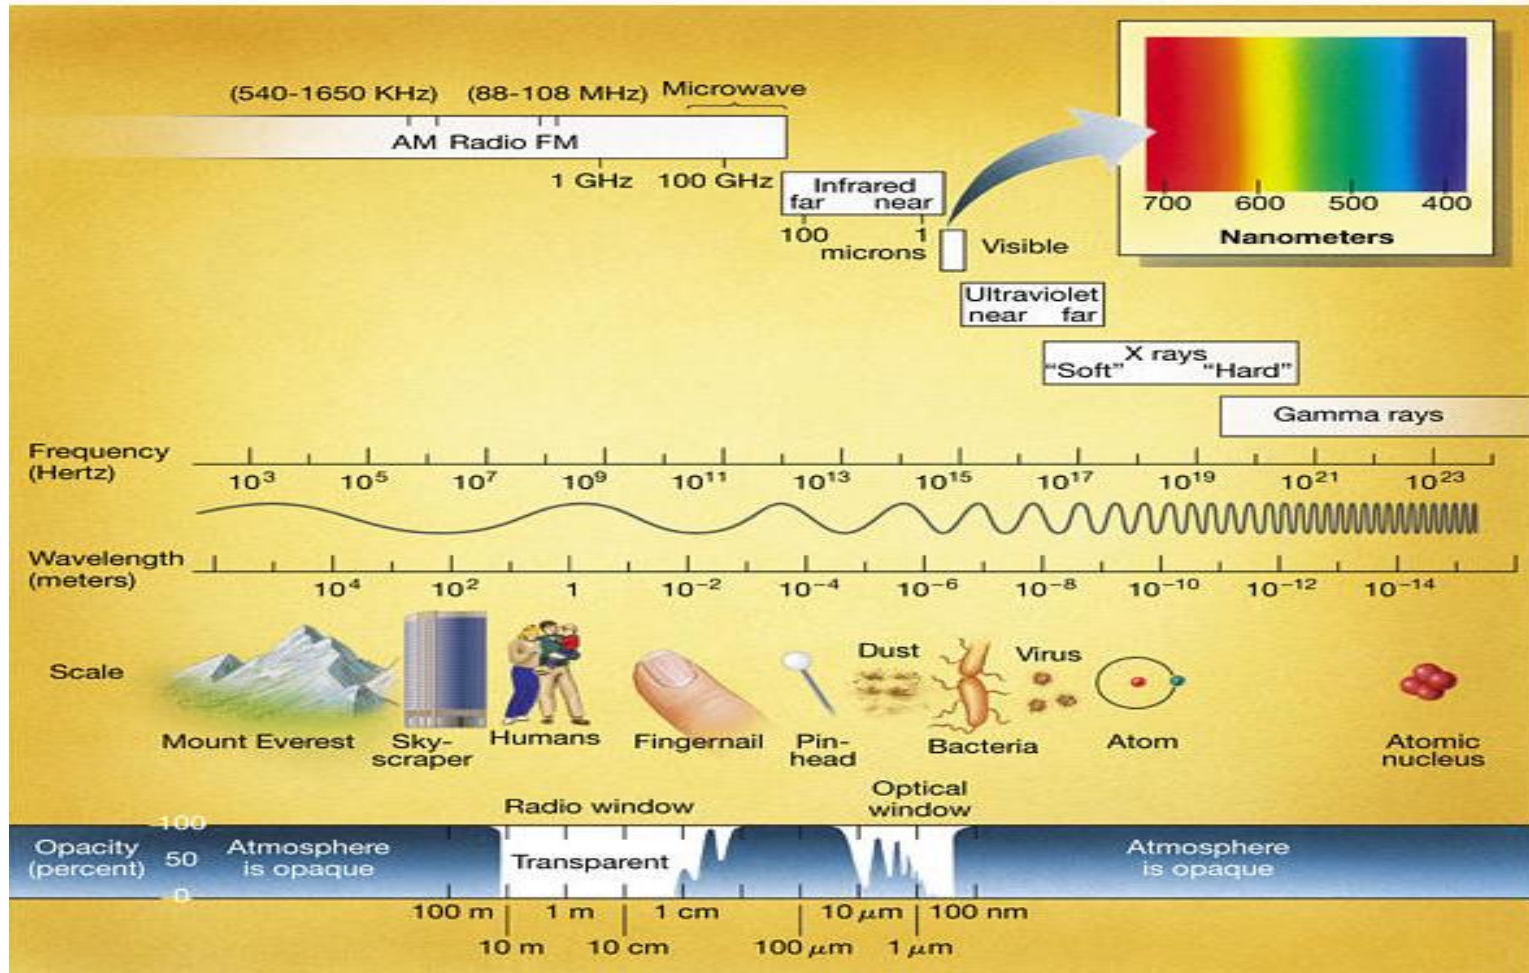 (540-1650 KHz) (88-108 MHz) Microwave
AM Radio FM
1 GHz 100 GHz
Infrared
far near
100 1
microns
Visible
700 600 500 400
Nanometers
Ultraviolet
near far
X rays
“Soft” “Hard”
Gamma rays
Frequency
(Hertz)
10³ 10⁵ 10⁷ 10⁹ 10¹¹ 10¹³ 10¹⁵ 10¹⁷ 10¹⁹ 10²¹ 10²³
Wavelength
(meters)
10⁴ 10² 1 10⁻² 10⁻⁴ 10⁻⁶ 10⁻⁸ 10⁻¹⁰ 10⁻¹² 10⁻¹⁴
Scale
Mount Everest
Sky-
scraper
Humans
Fingernail
Pin-
head
Dust
Bacteria
Virus
Atom
Atomic
nucleus
Radio window
Optical
window
Opacity
(percent)
100
50
0
Atmosphere
is opaque
Transparent
Atmosphere
is opaque
100 m 1 m 1 cm 10 μm 100 nm
10 m 10 cm 100 μm 1 μm